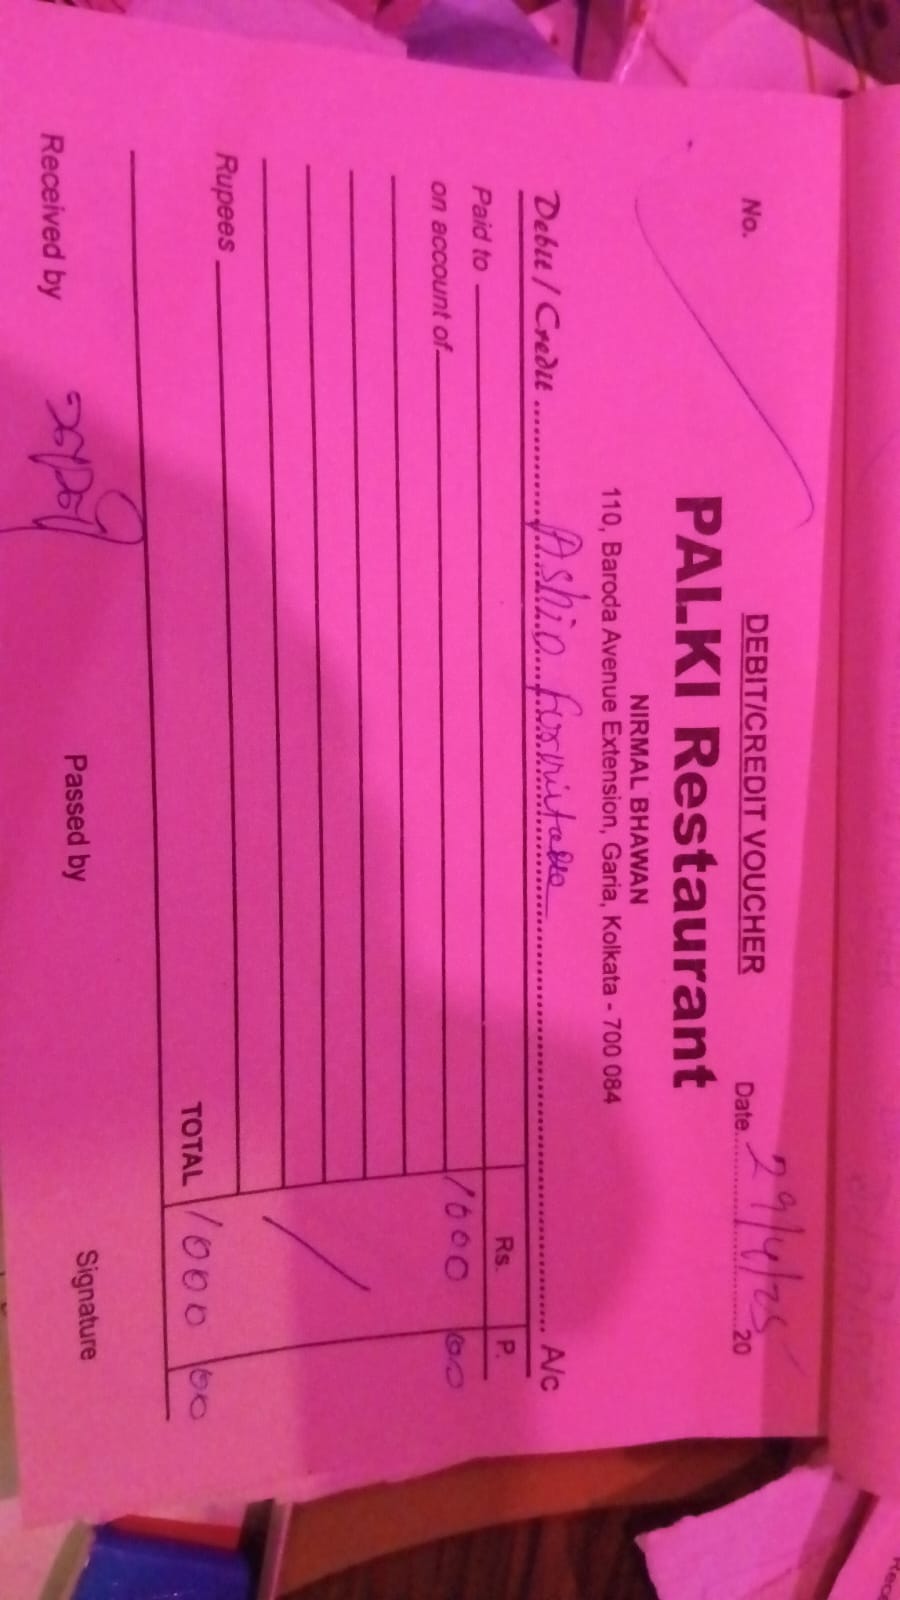 DEBIT/CREDIT VOUCHER
No.
Date 29/4/25 20
PALKI Restaurant
NIRMAL BHAWAN
110, Baroda Avenue Extension, Garia, Kolkata - 700 084
Debit / Credit Ashio A/c
Rs. P.
Paid to
on account of 1000 00
Rupees
TOTAL 1000 00
Received by Passed by Signature